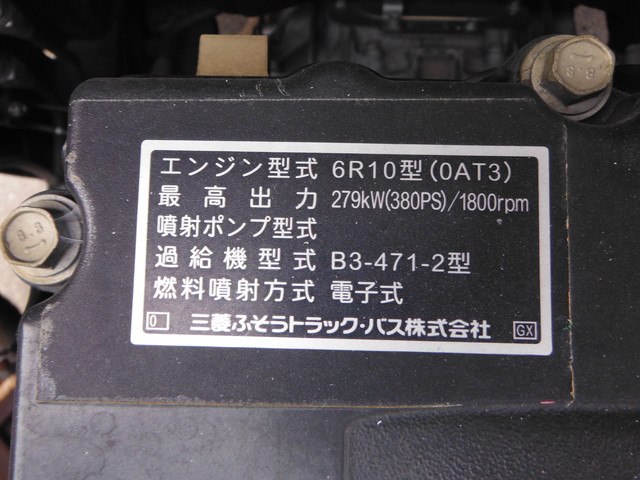 エンジン型式 6R10型(0AT3)
最高出力 279kW(380PS)/1800rpm
噴射ポンプ型式
過給機型式 B3-471-2型
燃料噴射方式 電子式
0 三菱ふそうトラック・バス株式会社 GX
8.8
8.8